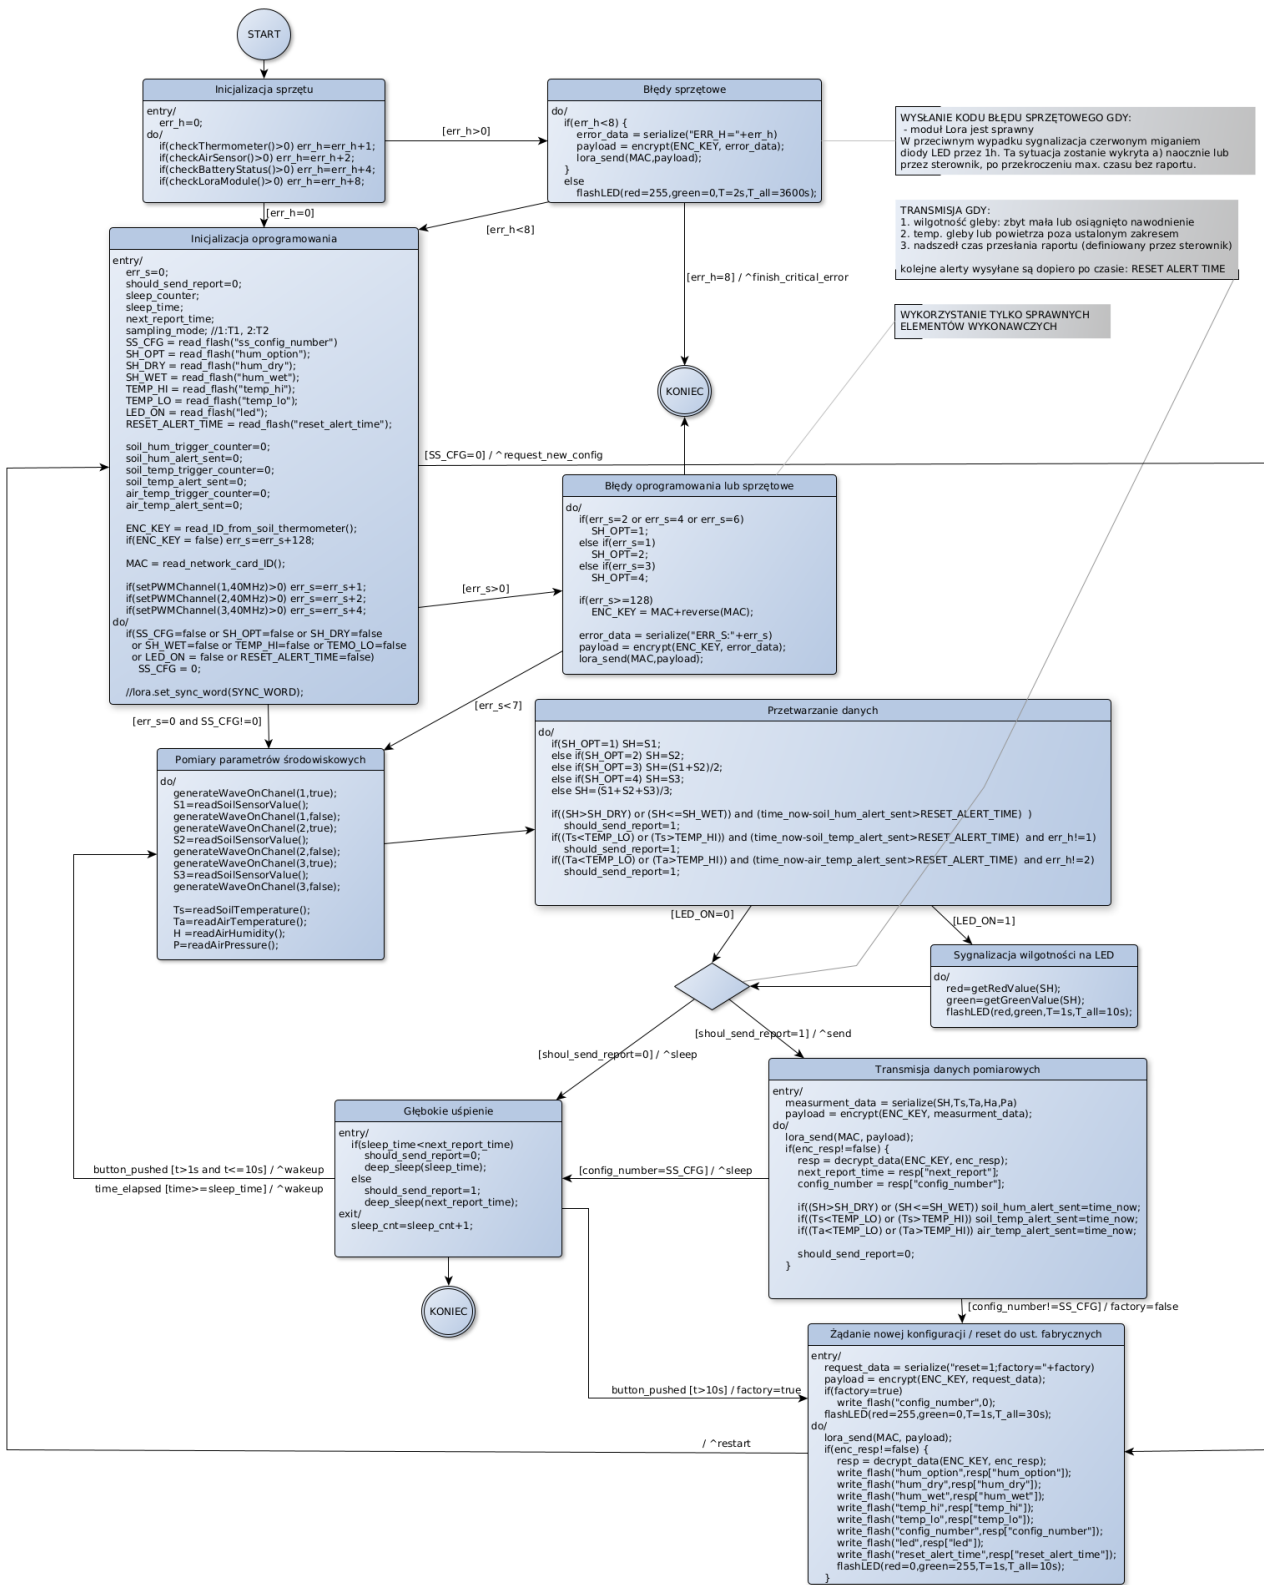 START
Inicjalizacja sprzętu
entry/
err_h=0;
do/
if(checkThermometer()>0) err_h=err_h+1;
if(checkAirSensor()>0) err_h=err_h+2;
if(checkBatteryStatus()>0) err_h=err_h+4;
if(checkLoraModule()>0) err_h=err_h+8;
[err_h>0]
Błędy sprzętowe
do/
if(err_h<8) {
error_data = serialize("ERR_H="+err_h)
payload = encrypt(ENC_KEY, error_data);
lora_send(MAC,payload);
}
else
flashLED(red=255,green=0,T=2s,T_all=3600s);
WYSŁANIE KODU BŁĘDU SPRZĘTOWEGO GDY:
- moduł Lora jest sprawny
W przeciwnym wypadku sygnalizacja czerwonym miganiem
diody LED przez 1h. Ta sytuacja zostanie wykryta a) naocznie lub
przez sterownik, po przekroczeniu max. czasu bez raportu.
[err_h=0]
[err_h<8]
[err_h=8] / ^finish_critical_error
TRANSMISJA GDY:
1. wilgotność gleby: zbyt mała lub osiągnięto nawodnienie
2. temp. gleby lub powietrza poza ustalonym zakresem
3. nadszedł czas przesłania raportu (definiowany przez sterownik)
kolejne alerty wysyłane są dopiero po czasie: RESET ALERT TIME
WYKORZYSTANIE TYLKO SPRAWNYCH
ELEMENTÓW WYKONAWCZYCH
KONIEC
Inicjalizacja oprogramowania
entry/
err_s=0;
should_send_report=0;
sleep_counter;
sleep_time;
next_report_time;
sampling_mode; //1:T1, 2:T2
SS_CFG = read_flash("ss_config_number")
SH_OPT = read_flash("hum_option");
SH_DRY = read_flash("hum_dry");
SH_WET = read_flash("hum_wet");
TEMP_HI = read_flash("temp_hi");
TEMP_LO = read_flash("temp_lo");
LED_ON = read_flash("led");
RESET_ALERT_TIME = read_flash("reset_alert_time");
soil_hum_trigger_counter=0;
soil_hum_alert_sent=0;
soil_temp_trigger_counter=0;
soil_temp_alert_sent=0;
air_temp_trigger_counter=0;
air_temp_alert_sent=0;
ENC_KEY = read_ID_from_soil_thermometer();
if(ENC_KEY = false) err_s=err_s+128;
MAC = read_network_card_ID();
if(setPWMChannel(1,40MHz)>0) err_s=err_s+1;
if(setPWMChannel(2,40MHz)>0) err_s=err_s+2;
if(setPWMChannel(3,40MHz)>0) err_s=err_s+4;
do/
if(SS_CFG=false or SH_OPT=false or SH_DRY=false
or SH_WET=false or TEMP_HI=false or TEMO_LO=false
or LED_ON = false or RESET_ALERT_TIME=false)
SS_CFG = 0;
//lora.set_sync_word(SYNC_WORD);
[SS_CFG=0] / ^request_new_config
[err_s>0]
Błędy oprogramowania lub sprzętowe
do/
if(err_s=2 or err_s=4 or err_s=6)
SH_OPT=1;
else if(err_s=1)
SH_OPT=2;
else if(err_s=3)
SH_OPT=4;
if(err_s>=128)
ENC_KEY = MAC+reverse(MAC);
error_data = serialize("ERR_S:"+err_s)
payload = encrypt(ENC_KEY, error_data);
lora_send(MAC,payload);
[err_s<7]
[err_s=0 and SS_CFG!=0]
Pomiary parametrów środowiskowych
do/
generateWaveOnChanel(1,true);
S1=readSoilSensorValue();
generateWaveOnChanel(1,false);
generateWaveOnChanel(2,true);
S2=readSoilSensorValue();
generateWaveOnChanel(2,false);
generateWaveOnChanel(3,true);
S3=readSoilSensorValue();
generateWaveOnChanel(3,false);
Ts=readSoilTemperature();
Ta=readAirTemperature();
H =readAirHumidity();
P=readAirPressure();
Przetwarzanie danych
do/
if(SH_OPT=1) SH=S1;
else if(SH_OPT=2) SH=S2;
else if(SH_OPT=3) SH=(S1+S2)/2;
else if(SH_OPT=4) SH=S3;
else SH=(S1+S2+S3)/3;
if((SH>SH_DRY) or (SH<=SH_WET)) and (time_now-soil_hum_alert_sent>RESET_ALERT_TIME) )
should_send_report=1;
if((Ts<TEMP_LO) or (Ts>TEMP_HI)) and (time_now-soil_temp_alert_sent>RESET_ALERT_TIME) and err_h!=1)
should_send_report=1;
if((Ta<TEMP_LO) or (Ta>TEMP_HI)) and (time_now-air_temp_alert_sent>RESET_ALERT_TIME) and err_h!=2)
should_send_report=1;
[LED_ON=0]
[LED_ON=1]
Sygnalizacja wilgotności na LED
do/
red=getRedValue(SH);
green=getGreenValue(SH);
flashLED(red,green,T=1s,T_all=10s);
[shoul_send_report=1] / ^send
[shoul_send_report=0] / ^sleep
Transmisja danych pomiarowych
entry/
measurment_data = serialize(SH,Ts,Ta,Ha,Pa)
payload = encrypt(ENC_KEY, measurment_data);
do/
lora_send(MAC, payload);
if(enc_resp!=false) {
resp = decrypt_data(ENC_KEY, enc_resp);
next_report_time = resp["next_report"];
config_number = resp["config_number"];
if((SH>SH_DRY) or (SH<=SH_WET)) soil_hum_alert_sent=time_now;
if((Ts<TEMP_LO) or (Ts>TEMP_HI)) soil_temp_alert_sent=time_now;
if((Ta<TEMP_LO) or (Ta>TEMP_HI)) air_temp_alert_sent=time_now;
should_send_report=0;
}
Głębokie uśpienie
entry/
if(sleep_time<next_report_time)
should_send_report=0;
deep_sleep(sleep_time);
else
should_send_report=1;
deep_sleep(next_report_time);
exit/
sleep_cnt=sleep_cnt+1;
[config_number=SS_CFG] / ^sleep
button_pushed [t>1s and t<=10s] / ^wakeup
time_elapsed [time>=sleep_time] / ^wakeup
KONIEC
[config_number!=SS_CFG] / factory=false
Żądanie nowej konfiguracji / reset do ust. fabrycznych
entry/
request_data = serialize("reset=1;factory="+factory)
payload = encrypt(ENC_KEY, request_data);
if(factory=true)
write_flash("config_number",0);
flashLED(red=255,green=0,T=1s,T_all=30s);
do/
lora_send(MAC, payload);
if(enc_resp!=false) {
resp = decrypt_data(ENC_KEY, enc_resp);
write_flash("hum_option",resp["hum_option"]);
write_flash("hum_dry",resp["hum_dry"]);
write_flash("hum_wet",resp["hum_wet"]);
write_flash("temp_hi",resp["temp_hi"]);
write_flash("temp_lo",resp["temp_lo"]);
write_flash("config_number",resp["config_number"]);
write_flash("led",resp["led"]);
write_flash("reset_alert_time",resp["reset_alert_time"]);
flashLED(red=0,green=255,T=1s,T_all=10s);
}
button_pushed [t>10s] / factory=true
/ ^restart